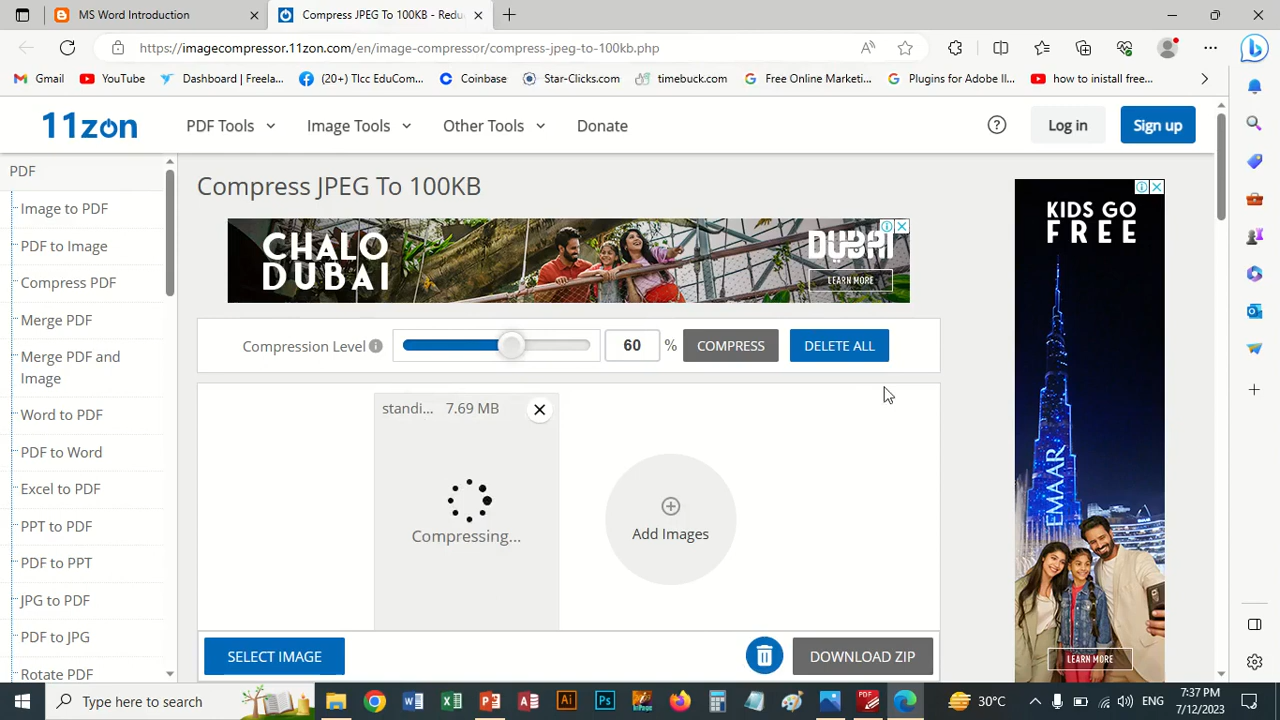 MS Word Introduction
Compress JPEG To 100KB - Redu
https://imagecompressor.11zon.com/en/image-compressor/compress-jpeg-to-100kb.php
Gmail
YouTube
Dashboard | Freela...
(20+) Tlcc EduCom...
Coinbase
Star-Clicks.com
timebuck.com
Free Online Marketi...
Plugins for Adobe Il...
how to inistall free...
11zon
PDF Tools
Image Tools
Other Tools
Donate
Log in
Sign up
PDF
Image to PDF
PDF to Image
Compress PDF
Merge PDF
Merge PDF and
Image
Word to PDF
PDF to Word
Excel to PDF
PPT to PDF
PDF to PPT
JPG to PDF
PDF to JPG
Rotate PDF
Compress JPEG To 100KB
CHALO
DUBAI
DUBAI
LEARN MORE
Compression Level
60 %
COMPRESS
DELETE ALL
standi... 7.69 MB
Compressing...
Add Images
SELECT IMAGE
DOWNLOAD ZIP
KIDS GO
FREE
EMAAR
LEARN MORE
Type here to search
30°C
ENG
7:37 PM
7/12/2023